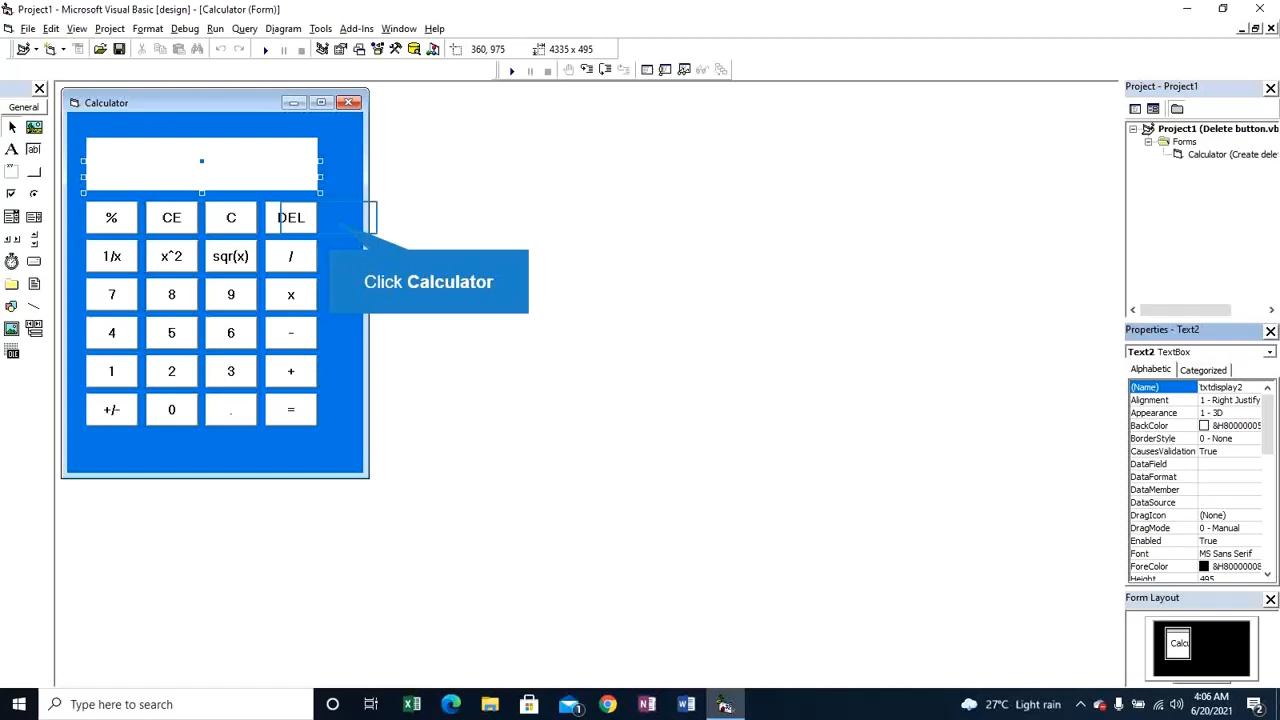 Project1 - Microsoft Visual Basic [design] - [Calculator (Form)]
File Edit View Project Format Debug Run Query Diagram Tools Add-Ins Window Help
360, 975 4335 x 495
General
Calculator
% CE C DEL
1/x x^2 sqr(x) /
7 8 9 x
4 5 6 -
1 2 3 +
+/- 0 . =
Click Calculator
Project - Project1
Project1 (Delete button.vb
Forms
Calculator (Create dele
Properties - Text2
Text2 TextBox
Alphabetic Categorized
(Name) txtdisplay2
Alignment 1 - Right Justify
Appearance 1 - 3D
BackColor &H80000005
BorderStyle 0 - None
CausesValidation True
DataField
DataFormat
DataMember
DataSource
DragIcon (None)
DragMode 0 - Manual
Enabled True
Font MS Sans Serif
ForeColor &H80000008
Height 495
Form Layout
Calcu
Type here to search
27°C Light rain
4:06 AM
6/20/2021